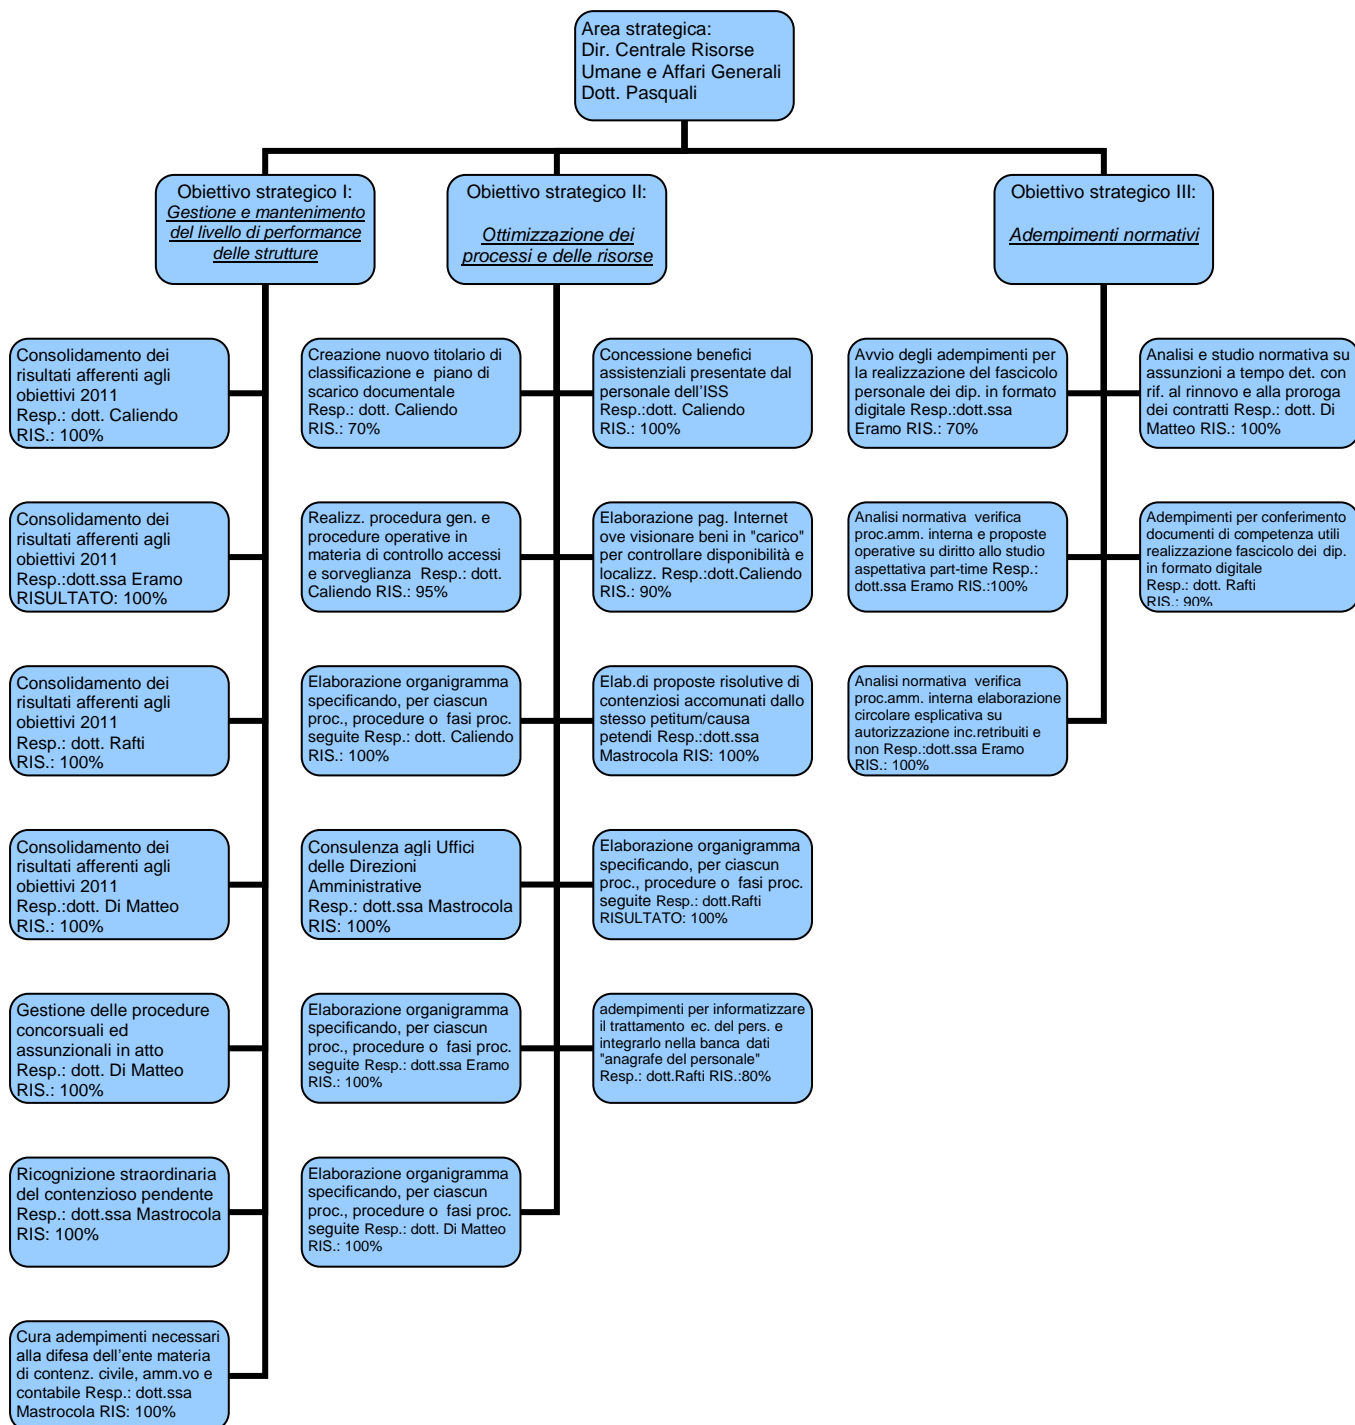 Area strategica:
Dir. Centrale Risorse
Umane e Affari Generali
Dott. Pasquali
Obiettivo strategico I:
Gestione e mantenimento
del livello di performance
delle strutture
Obiettivo strategico II:
Ottimizzazione dei
processi e delle risorse
Obiettivo strategico III:
Adempimenti normativi
Consolidamento dei
risultati afferenti agli
obiettivi 2011
Resp.: dott. Caliendo
RIS.: 100%
Creazione nuovo titolario di
classificazione e  piano di
scarico documentale
Resp.: dott. Caliendo
RIS.: 70%
Concessione benefici
assistenziali presentate dal
personale dell'ISS
Resp.:dott. Caliendo
RIS.: 100%
Avvio degli adempimenti per
la realizzazione del fascicolo
personale dei dip. in formato
digitale Resp.:dott.ssa
Eramo RIS.: 70%
Analisi e studio normativa su
assunzioni a tempo det. con
rif. al rinnovo e alla proroga
dei contratti Resp.: dott. Di
Matteo RIS.: 100%
Consolidamento dei
risultati afferenti agli
obiettivi 2011
Resp.:dott.ssa Eramo
RISULTATO: 100%
Realizz. procedura gen. e
procedure operative in
materia di controllo accessi
e sorveglianza  Resp.: dott.
Caliendo RIS.: 95%
Elaborazione pag. Internet
ove visionare beni in "carico"
per controllare disponibilità e
localizz. Resp.:dott.Caliendo
RIS.: 90%
Analisi normativa  verifica
proc.amm. interna e proposte
operative su diritto allo studio
aspettativa part-time Resp.:
dott.ssa Eramo RIS.:100%
Adempimenti per conferimento
documenti di competenza utili
realizzazione fascicolo dei  dip.
in formato digitale
Resp.: dott. Rafti
RIS.: 90%
Consolidamento dei
risultati afferenti agli
obiettivi 2011
Resp.: dott. Rafti
RIS.: 100%
Elaborazione organigramma
specificando, per ciascun
proc., procedure o  fasi proc.
seguite Resp.: dott. Caliendo
RIS.: 100%
Elab.di proposte risolutive di
contenziosi accomunati dallo
stesso petitum/causa
petendi Resp.:dott.ssa
Mastrocola RIS: 100%
Analisi normativa  verifica
proc.amm. interna elaborazione
circolare esplicativa su
autorizzazione inc.retribuiti e
non Resp.:dott.ssa Eramo
RIS.: 100%
Consolidamento dei
risultati afferenti agli
obiettivi 2011
Resp.:dott. Di Matteo
RIS.: 100%
Consulenza agli Uffici
delle Direzioni
Amministrative
Resp.: dott.ssa Mastrocola
RIS: 100%
Elaborazione organigramma
specificando, per ciascun
proc., procedure o  fasi proc.
seguite Resp.: dott.Rafti
RISULTATO: 100%
Gestione delle procedure
concorsuali ed
assunzionali in atto
Resp.: dott. Di Matteo
RIS.: 100%
Elaborazione organigramma
specificando, per ciascun
proc., procedure o  fasi proc.
seguite Resp.: dott.ssa Eramo
RIS.: 100%
adempimenti per informatizzare
il trattamento  ec. del pers. e
integrarlo nella banca  dati
"anagrafe del personale"
Resp.: dott.Rafti RIS.:80%
Ricognizione straordinaria
del contenzioso pendente
Resp.: dott.ssa Mastrocola
RIS: 100%
Elaborazione organigramma
specificando, per ciascun
proc., procedure o  fasi proc.
seguite Resp.: dott. Di Matteo
RIS.: 100%
Cura adempimenti necessari
alla difesa dell'ente materia
di contenz. civile, amm.vo e
contabile Resp.: dott.ssa
Mastrocola RIS: 100%